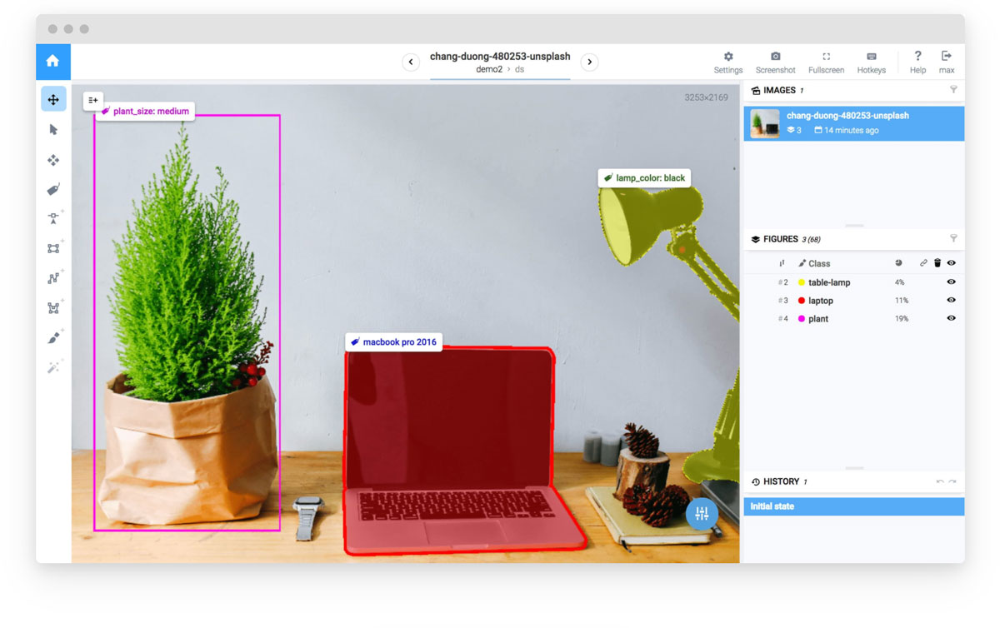 chang-duong-480253-unsplash
demo2 › ds
Settings
Screenshot
Fullscreen
Hotkeys
Help
max
plant_size: medium
3253×2169
lamp_color: black
macbook pro 2016
IMAGES 1
chang-duong-480253-unsplash
3 14 minutes ago
FIGURES 3 (68)
Class
#2 table-lamp 4%
#3 laptop 11%
#4 plant 19%
HISTORY 1
Initial state